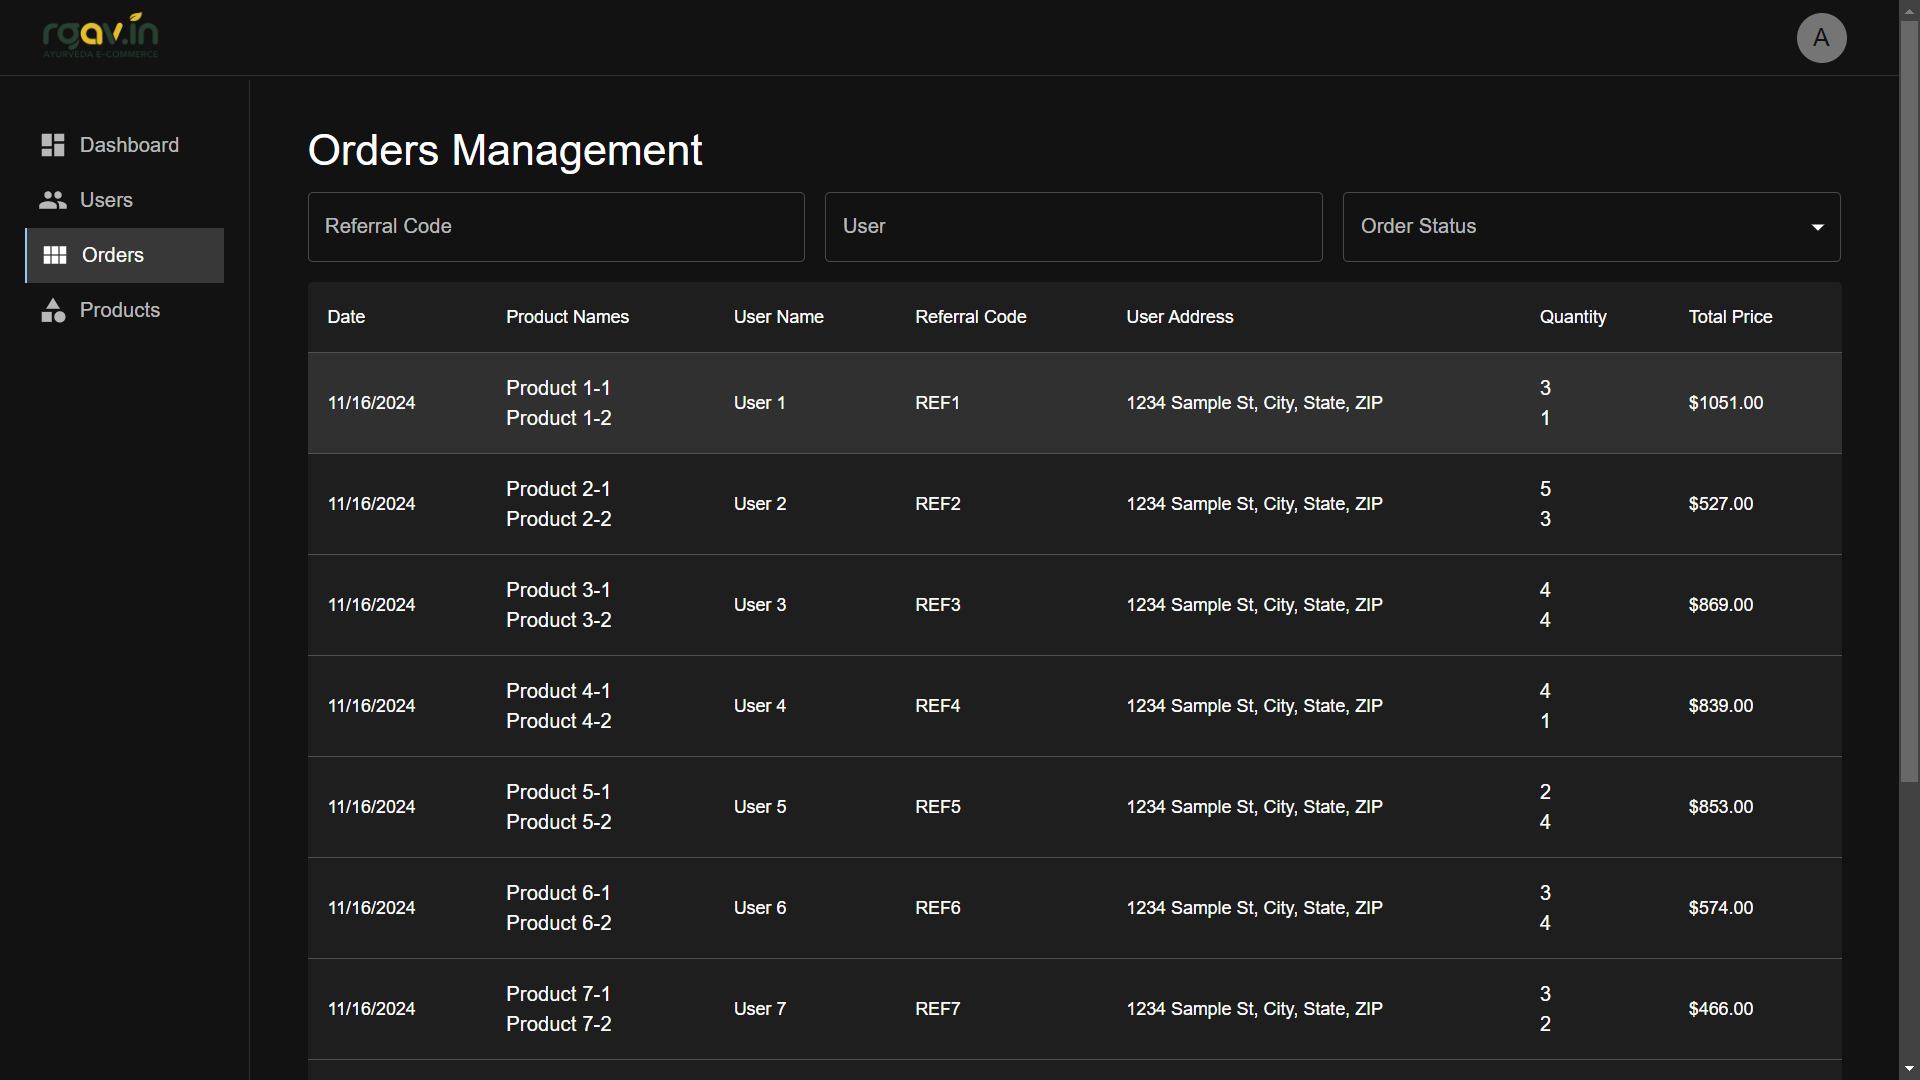 rgav.in
AYURVEDA E-COMMERCE
A
Dashboard
Users
Orders
Products
Orders Management
Referral Code
User
Order Status
Date Product Names User Name Referral Code User Address Quantity Total Price
11/16/2024 Product 1-1 User 1 REF1 1234 Sample St, City, State, ZIP 3 $1051.00
Product 1-2 1
11/16/2024 Product 2-1 User 2 REF2 1234 Sample St, City, State, ZIP 5 $527.00
Product 2-2 3
11/16/2024 Product 3-1 User 3 REF3 1234 Sample St, City, State, ZIP 4 $869.00
Product 3-2 4
11/16/2024 Product 4-1 User 4 REF4 1234 Sample St, City, State, ZIP 4 $839.00
Product 4-2 1
11/16/2024 Product 5-1 User 5 REF5 1234 Sample St, City, State, ZIP 2 $853.00
Product 5-2 4
11/16/2024 Product 6-1 User 6 REF6 1234 Sample St, City, State, ZIP 3 $574.00
Product 6-2 4
11/16/2024 Product 7-1 User 7 REF7 1234 Sample St, City, State, ZIP 3 $466.00
Product 7-2 2